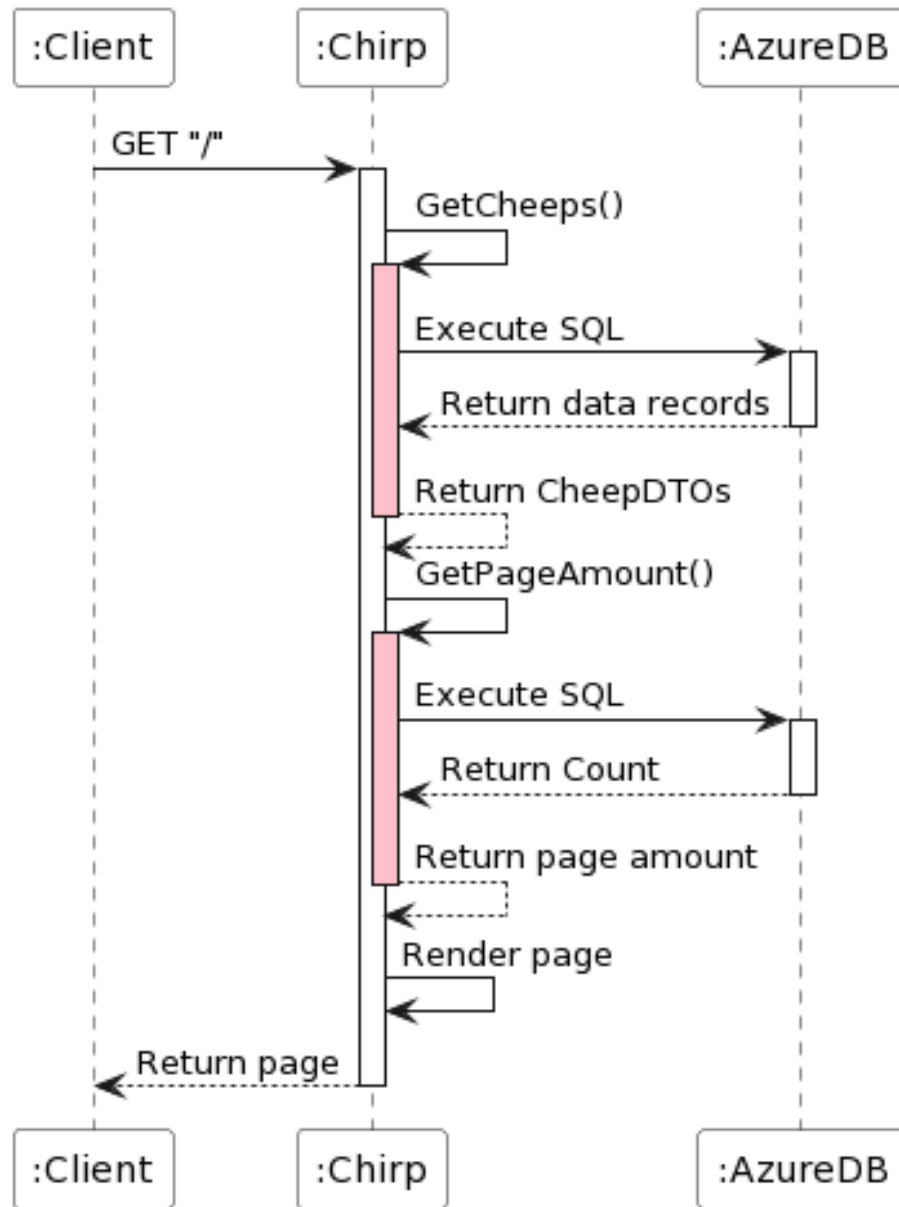 :Client
:Chirp
:AzureDB
GET "/"
GetCheeps()
Execute SQL
Return data records
Return CheepDTOs
GetPageAmount()
Execute SQL
Return Count
Return page amount
Render page
Return page
:Client
:Chirp
:AzureDB